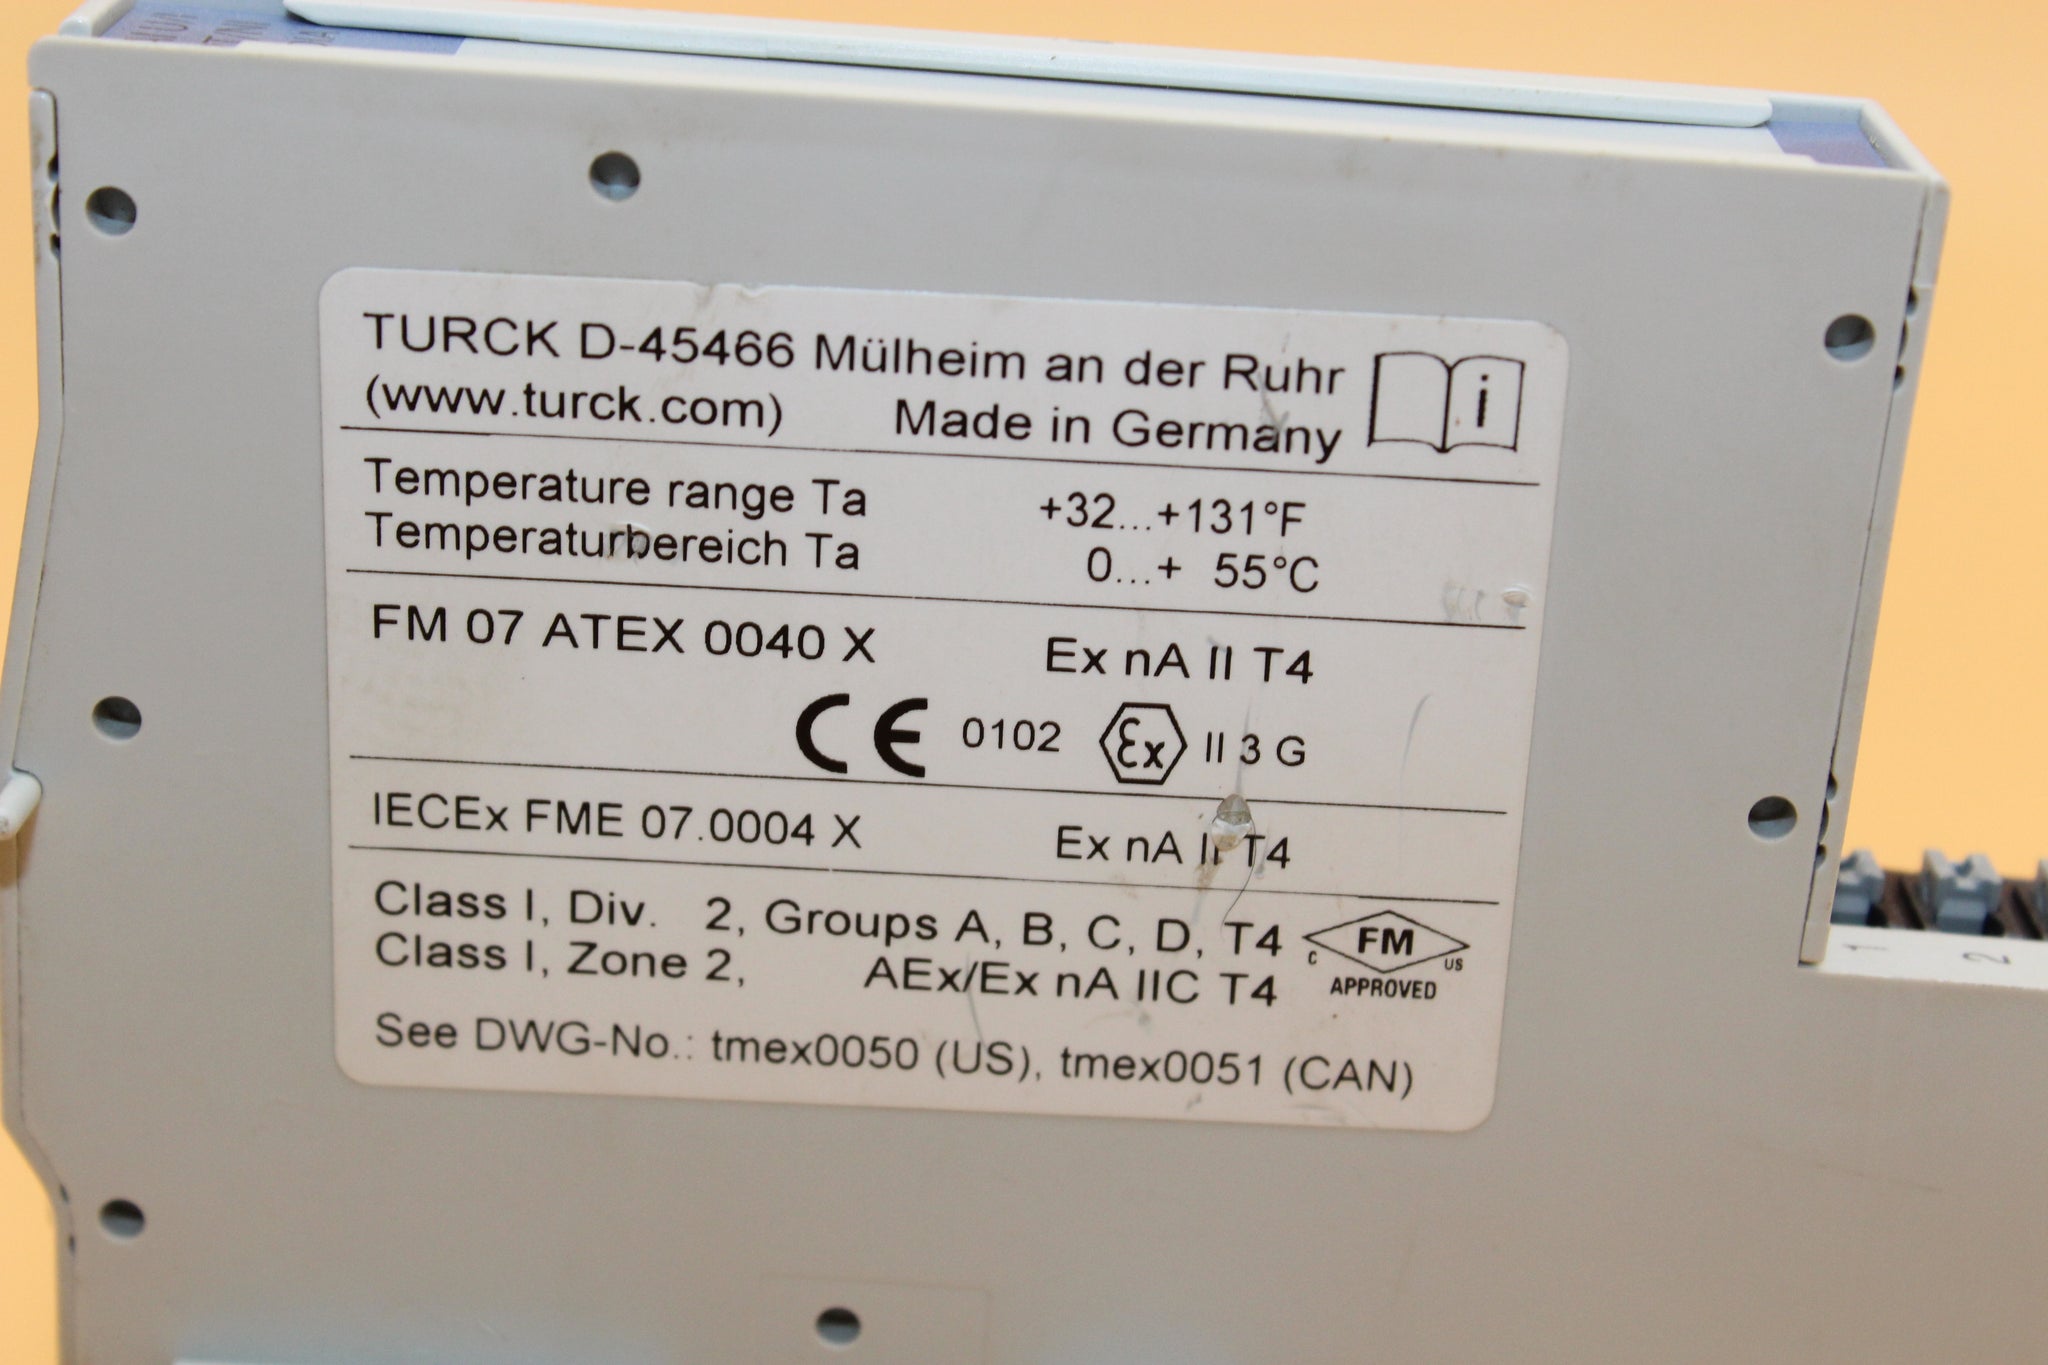 TURCK D-45466 Mülheim an der Ruhr
(www.turck.com) Made in Germany
i
Temperature range Ta +32...+131°F
Temperaturbereich Ta 0...+ 55°C
FM 07 ATEX 0040 X Ex nA II T4
CE 0102 Ex II 3 G
IECEx FME 07.0004 X Ex nA II T4
Class I, Div. 2, Groups A, B, C, D, T4
Class I, Zone 2, AEx/Ex nA IIC T4
C FM US
APPROVED
See DWG-No.: tmex0050 (US), tmex0051 (CAN)
1 2